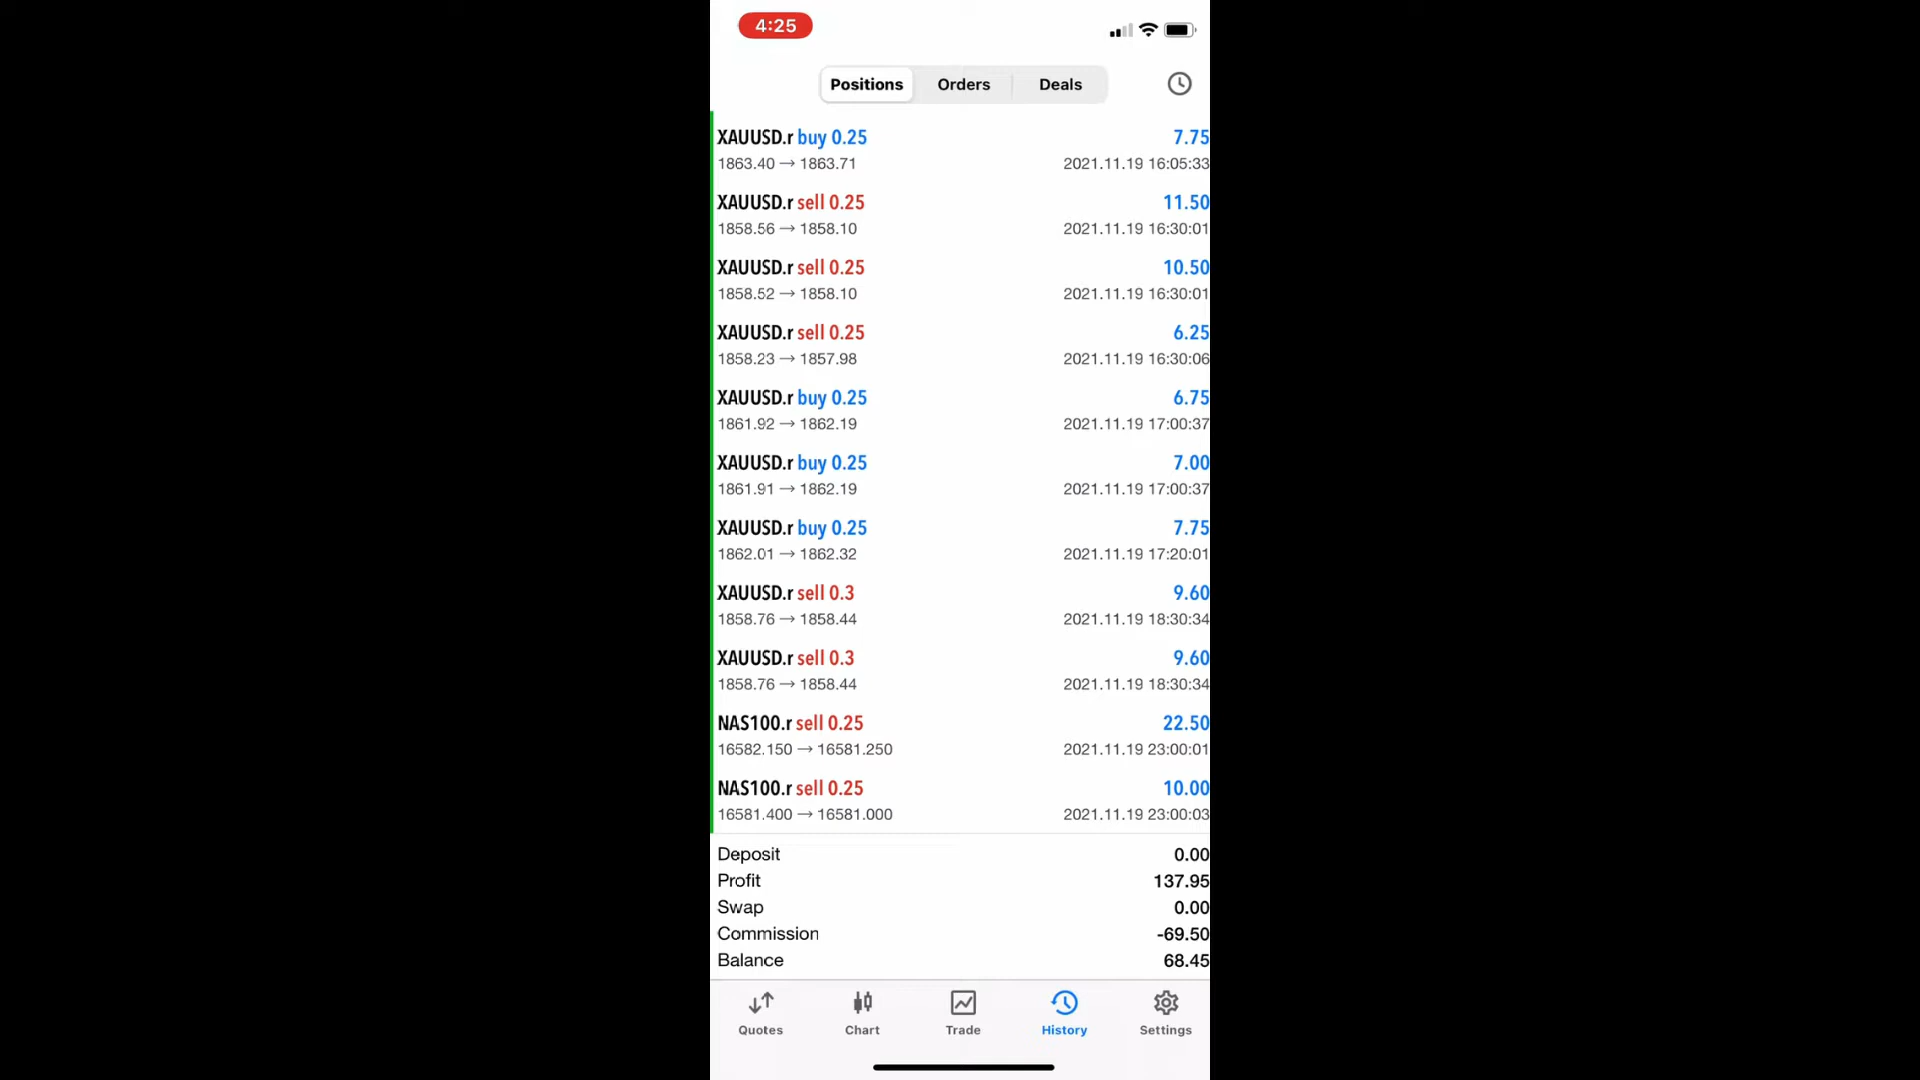 4:25
Positions Orders Deals
XAUUSD.r buy 0.25 7.75
1863.40 → 1863.71 2021.11.19 16:05:33
XAUUSD.r sell 0.25 11.50
1858.56 → 1858.10 2021.11.19 16:30:01
XAUUSD.r sell 0.25 10.50
1858.52 → 1858.10 2021.11.19 16:30:01
XAUUSD.r sell 0.25 6.25
1858.23 → 1857.98 2021.11.19 16:30:06
XAUUSD.r buy 0.25 6.75
1861.92 → 1862.19 2021.11.19 17:00:37
XAUUSD.r buy 0.25 7.00
1861.91 → 1862.19 2021.11.19 17:00:37
XAUUSD.r buy 0.25 7.75
1862.01 → 1862.32 2021.11.19 17:20:01
XAUUSD.r sell 0.3 9.60
1858.76 → 1858.44 2021.11.19 18:30:34
XAUUSD.r sell 0.3 9.60
1858.76 → 1858.44 2021.11.19 18:30:34
NAS100.r sell 0.25 22.50
16582.150 → 16581.250 2021.11.19 23:00:01
NAS100.r sell 0.25 10.00
16581.400 → 16581.000 2021.11.19 23:00:03
Deposit 0.00
Profit 137.95
Swap 0.00
Commission -69.50
Balance 68.45
Quotes Chart Trade History Settings